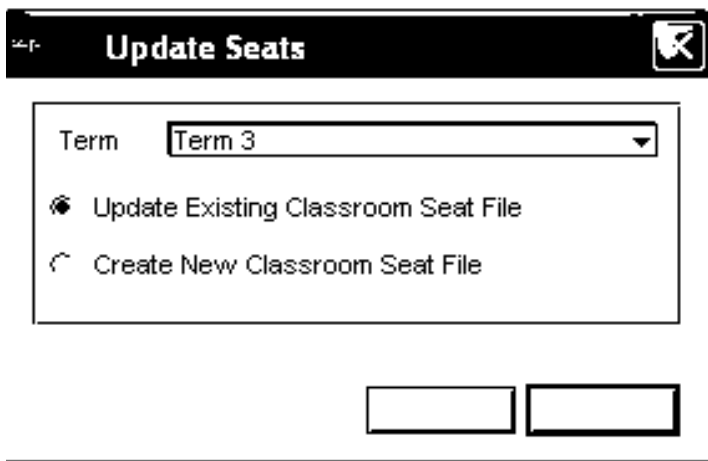 Update Seats
Term Term 3
Update Existing Classroom Seat File
Create New Classroom Seat File